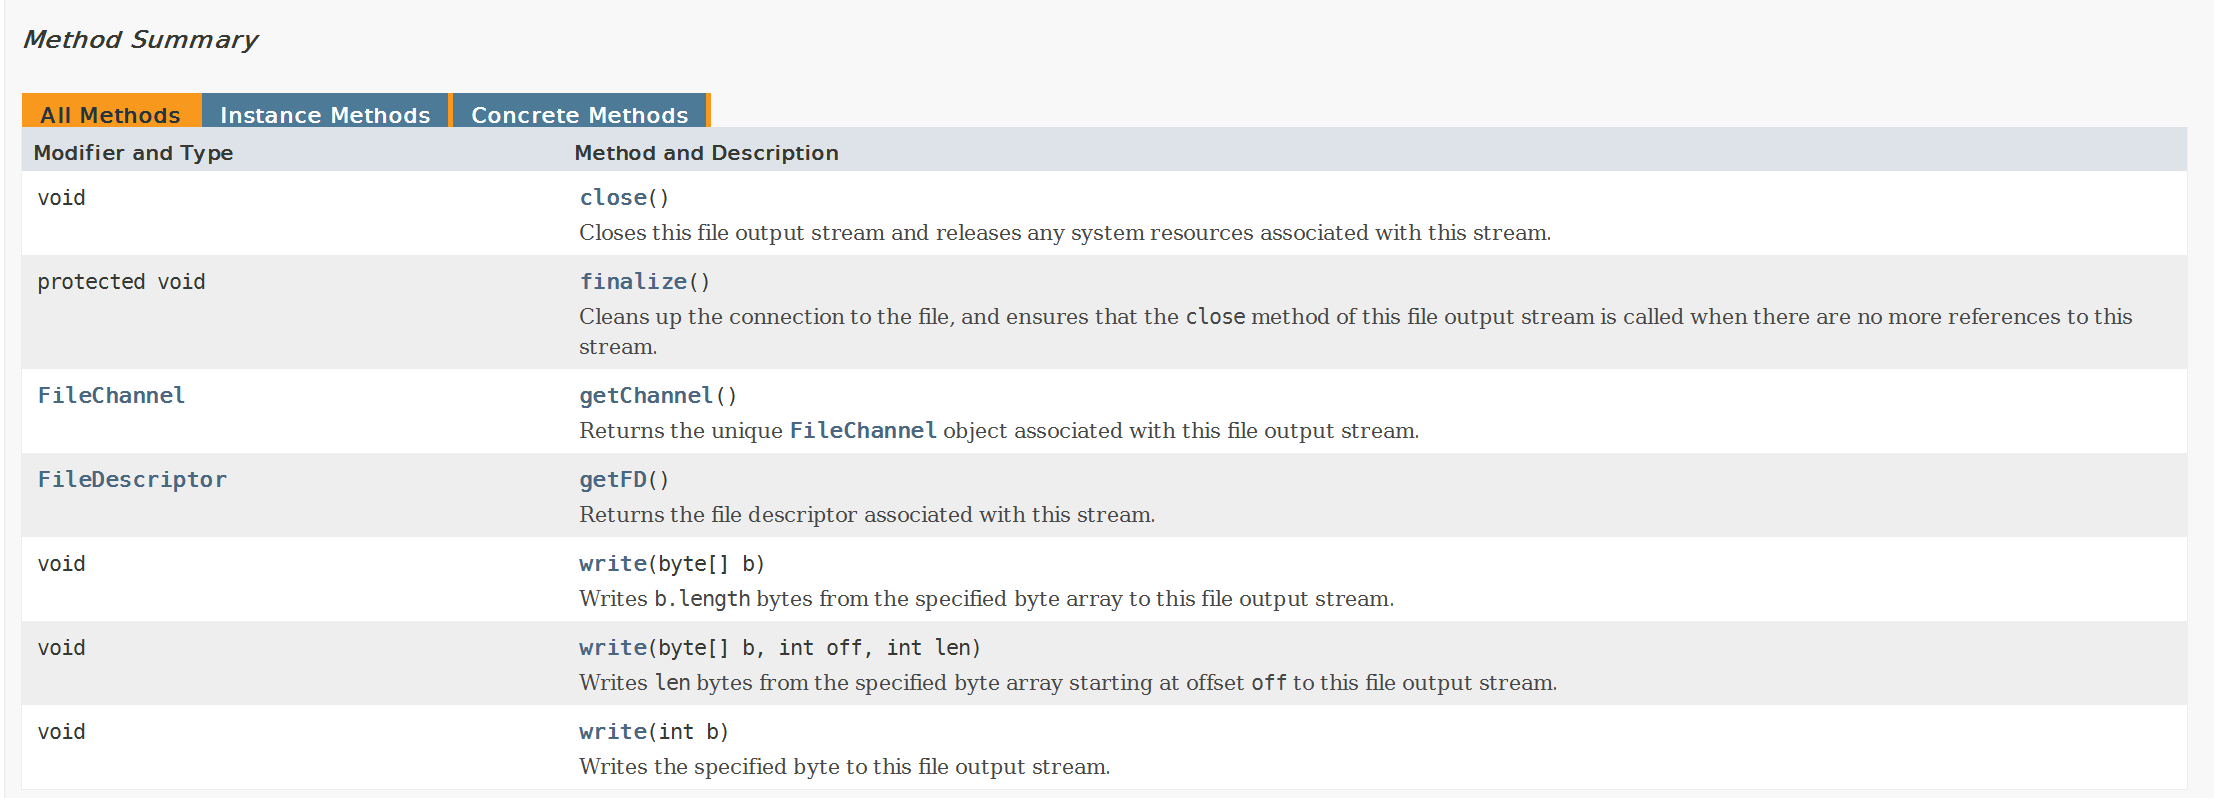 Method Summary
All Methods Instance Methods Concrete Methods
Modifier and Type Method and Description
void close()
Closes this file output stream and releases any system resources associated with this stream.
protected void finalize()
Cleans up the connection to the file, and ensures that the close method of this file output stream is called when there are no more references to this
stream.
FileChannel getChannel()
Returns the unique FileChannel object associated with this file output stream.
FileDescriptor getFD()
Returns the file descriptor associated with this stream.
void write(byte[] b)
Writes b.length bytes from the specified byte array to this file output stream.
void write(byte[] b, int off, int len)
Writes len bytes from the specified byte array starting at offset off to this file output stream.
void write(int b)
Writes the specified byte to this file output stream.